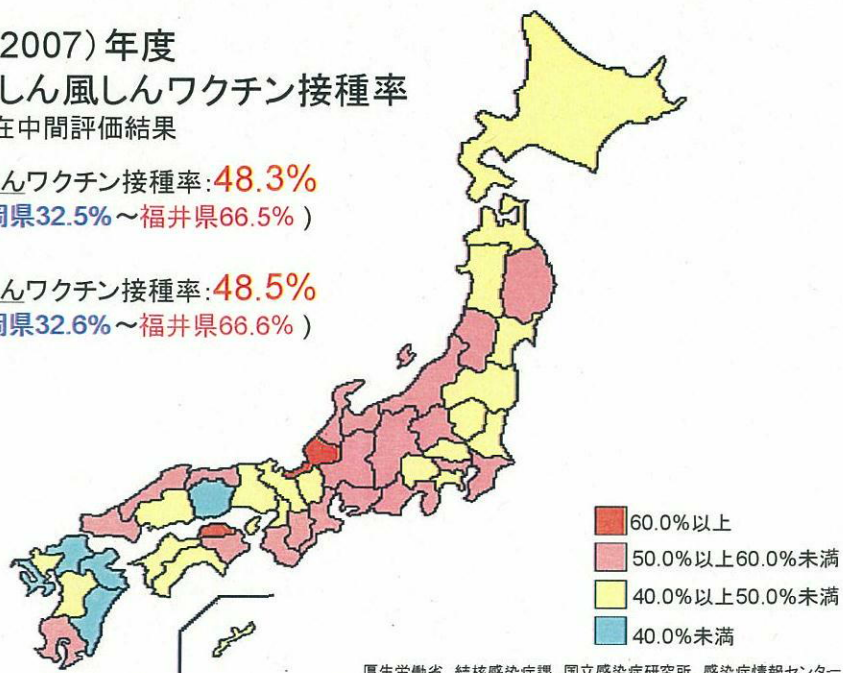 2007）年度
しん風しんワクチン接種率
在中間評価結果
んワクチン接種率：48.3%
岡県32.5%～福井県66.5% ）
んワクチン接種率：48.5%
岡県32.6%～福井県66.6% ）
60.0%以上
50.0%以上60.0%未満
40.0%以上50.0%未満
40.0%未満
厚生労働省 結核感染症課 国立感染症研究所 感染症情報センター